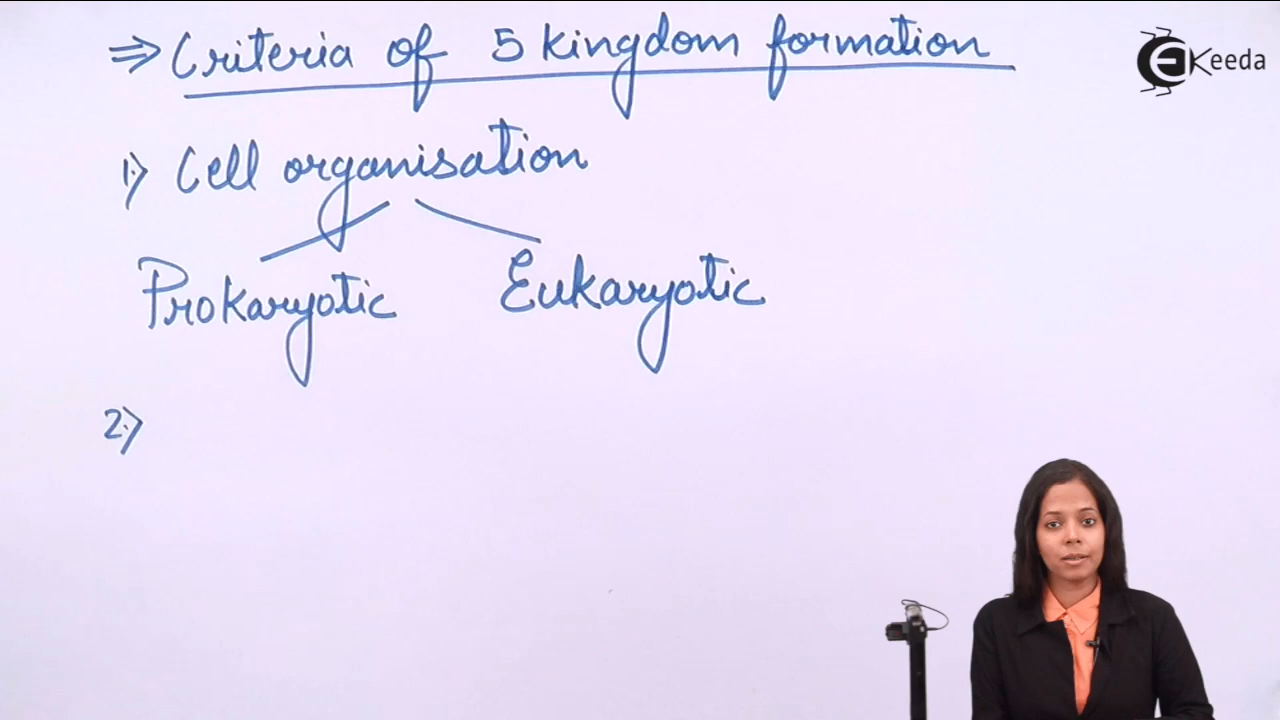 ⇒ Criteria of 5 kingdom formation
EKeeda
1.) Cell organisation
Prokaryotic Eukaryotic
2.)